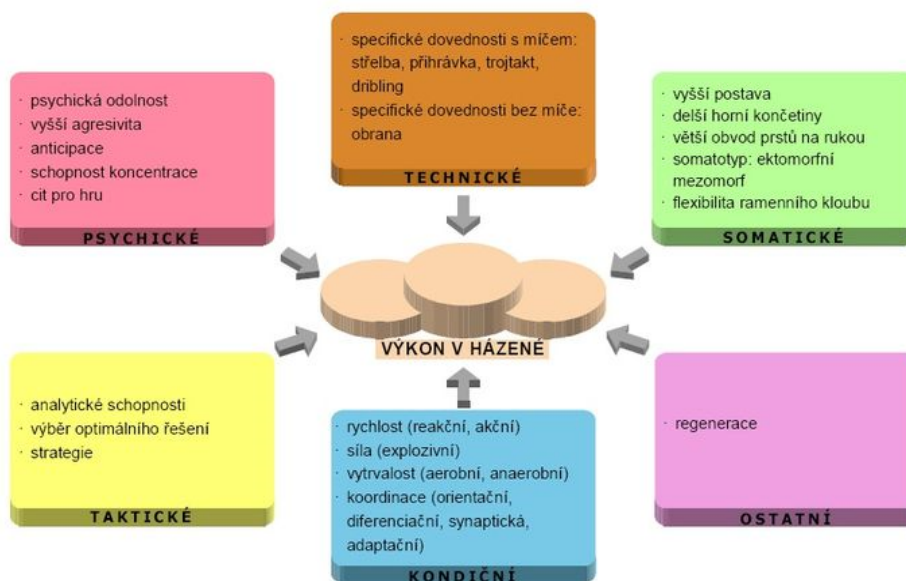 · specifické dovednosti s míčem:
střelba, přihrávka, trojtakt,
dribling
· specifické dovednosti bez míče:
obrana
TECHNICKÉ
· psychická odolnost
· vyšší agresivita
· anticipace
· schopnost koncentrace
· cit pro hru
PSYCHICKÉ
· vyšší postava
· delší horní končetiny
· větší obvod prstů na rukou
· somatotyp: ektomorfní
mezomorf
· flexibilita ramenního kloubu
SOMATICKÉ
VÝKON V HÁZENÉ
· analytické schopnosti
· výběr optimálního řešení
· strategie
TAKTICKÉ
· rychlost (reakční, akční)
· síla (explozivní)
· vytrvalost (aerobní, anaerobní)
· koordinace (orientační,
diferenciační, synaptická,
adaptační)
KONDIČNÍ
· regenerace
OSTATNÍ